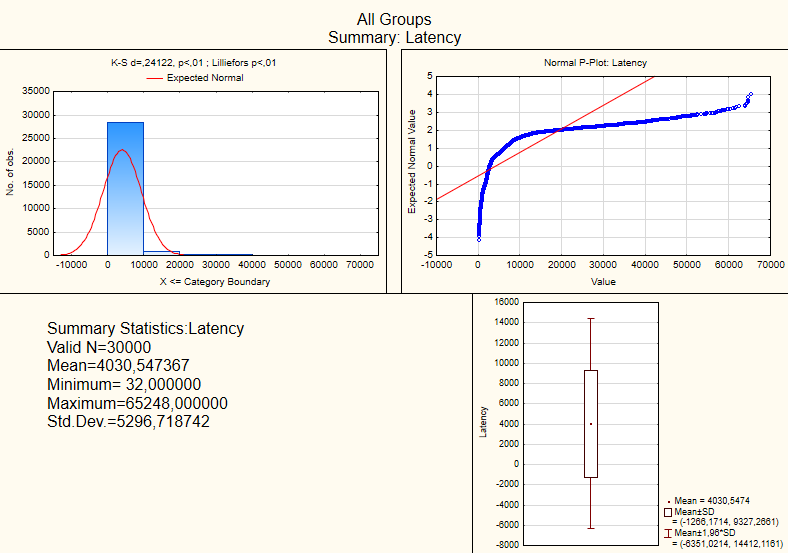 All Groups
Summary: Latency
K-S d=,24122, p<,01 ; Lilliefors p<,01
Expected Normal
35000
30000
25000
20000
15000
10000
5000
0
No. of obs.
-10000 0 10000 20000 30000 40000 50000 60000 70000
X <= Category Boundary
Normal P-Plot: Latency
5
4
3
2
1
0
-1
-2
-3
-4
-5
Expected Normal Value
-10000 0 10000 20000 30000 40000 50000 60000 70000
Value
Summary Statistics:Latency
Valid N=30000
Mean=4030,547367
Minimum= 32,000000
Maximum=65248,000000
Std.Dev.=5296,718742
16000
14000
12000
10000
8000
6000
4000
2000
0
-2000
-4000
-6000
-8000
Latency
Mean = 4030,5474
Mean±SD
= (-1266,1714, 9327,2661)
Mean±1,96*SD
= (-6351,0214, 14412,1161)